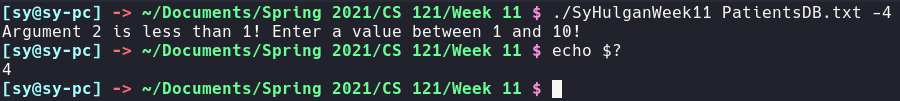 [sy@sy-pc] -> ~/Documents/Spring 2021/CS 121/Week 11 $ ./SyHulganWeek11 PatientsDB.txt -4
Argument 2 is less than 1! Enter a value between 1 and 10!
[sy@sy-pc] -> ~/Documents/Spring 2021/CS 121/Week 11 $ echo $?
4
[sy@sy-pc] -> ~/Documents/Spring 2021/CS 121/Week 11 $